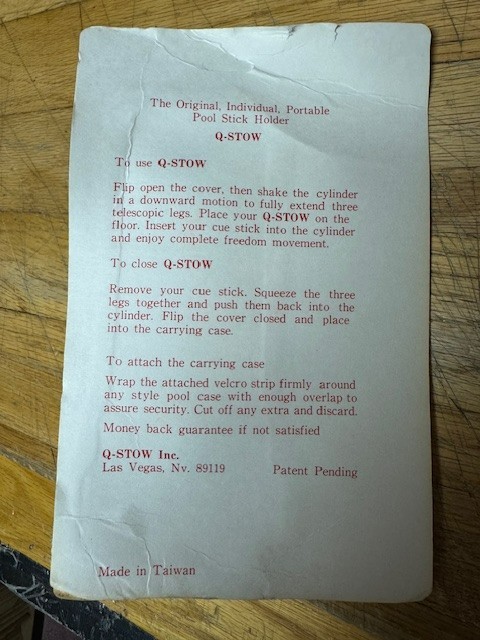 The Original, Individual, Portable
Pool Stick Holder
Q-STOW
To use Q-STOW
Flip open the cover, then shake the cylinder
in a downward motion to fully extend three
telescopic legs. Place your Q-STOW on the
floor. Insert your cue stick into the cylinder
and enjoy complete freedom movement.
To close Q-STOW
Remove your cue stick. Squeeze the three
legs together and push them back into the
cylinder. Flip the cover closed and place
into the carrying case.
To attach the carrying case
Wrap the attached velcro strip firmly around
any style pool case with enough overlap to
assure security. Cut off any extra and discard.
Money back guarantee if not satisfied
Q-STOW Inc.
Las Vegas, Nv. 89119 Patent Pending
Made in Taiwan